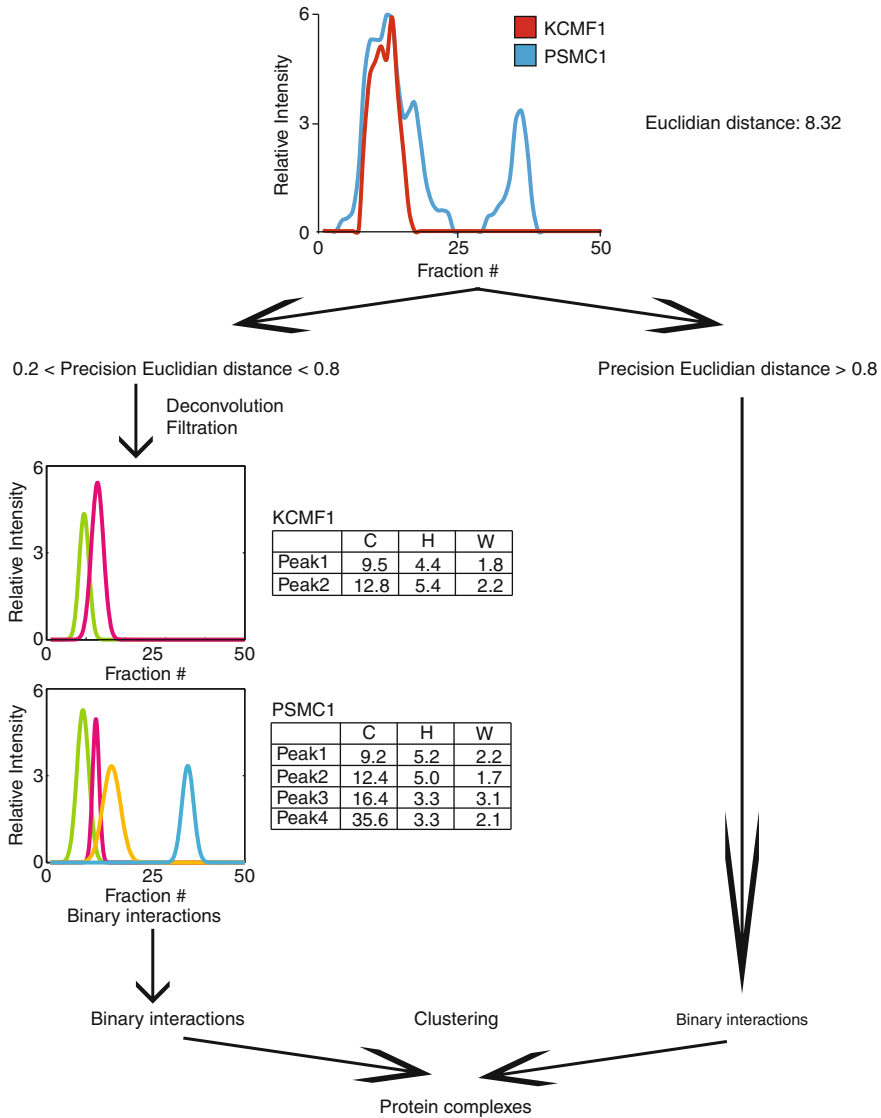 KCMF1
PSMC1
6
3
0
Relative Intensity
0 25 50
Fraction #
Euclidian distance: 8.32
0.2 < Precision Euclidian distance < 0.8
Precision Euclidian distance > 0.8
Deconvolution
Filtration
6
3
0
Relative Intensity
0 25 50
Fraction #
KCMF1
C H W
Peak1 9.5 4.4 1.8
Peak2 12.8 5.4 2.2
6
3
0
Relative Intensity
0 25 50
Fraction #
PSMC1
C H W
Peak1 9.2 5.2 2.2
Peak2 12.4 5.0 1.7
Peak3 16.4 3.3 3.1
Peak4 35.6 3.3 2.1
Binary interactions
Binary interactions
Clustering
Binary interactions
Protein complexes